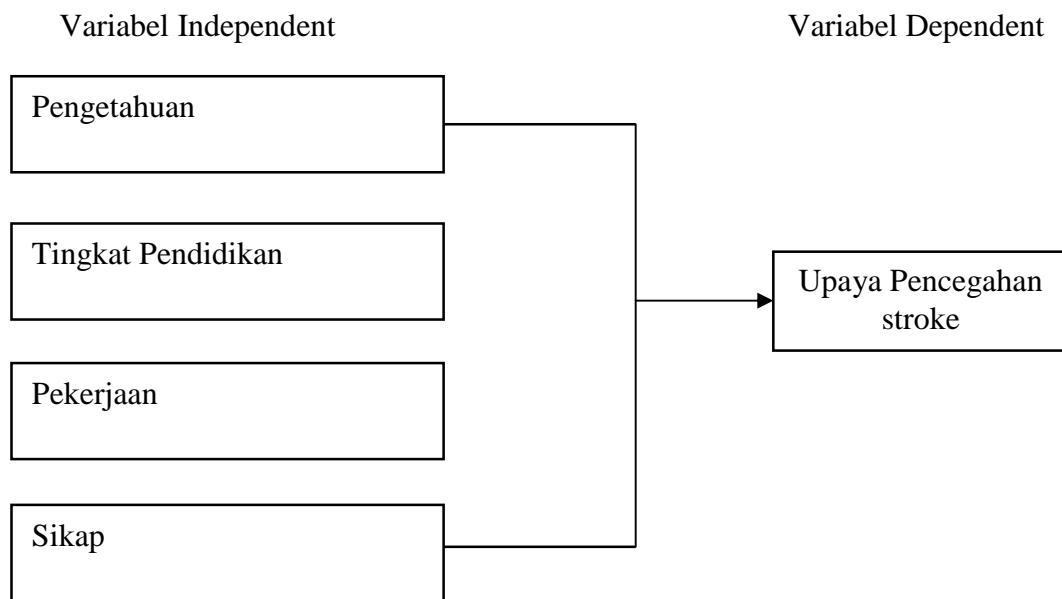 Variabel Independent
Variabel Dependent
Pengetahuan
Tingkat Pendidikan
Upaya Pencegahan
stroke
Pekerjaan
Sikap